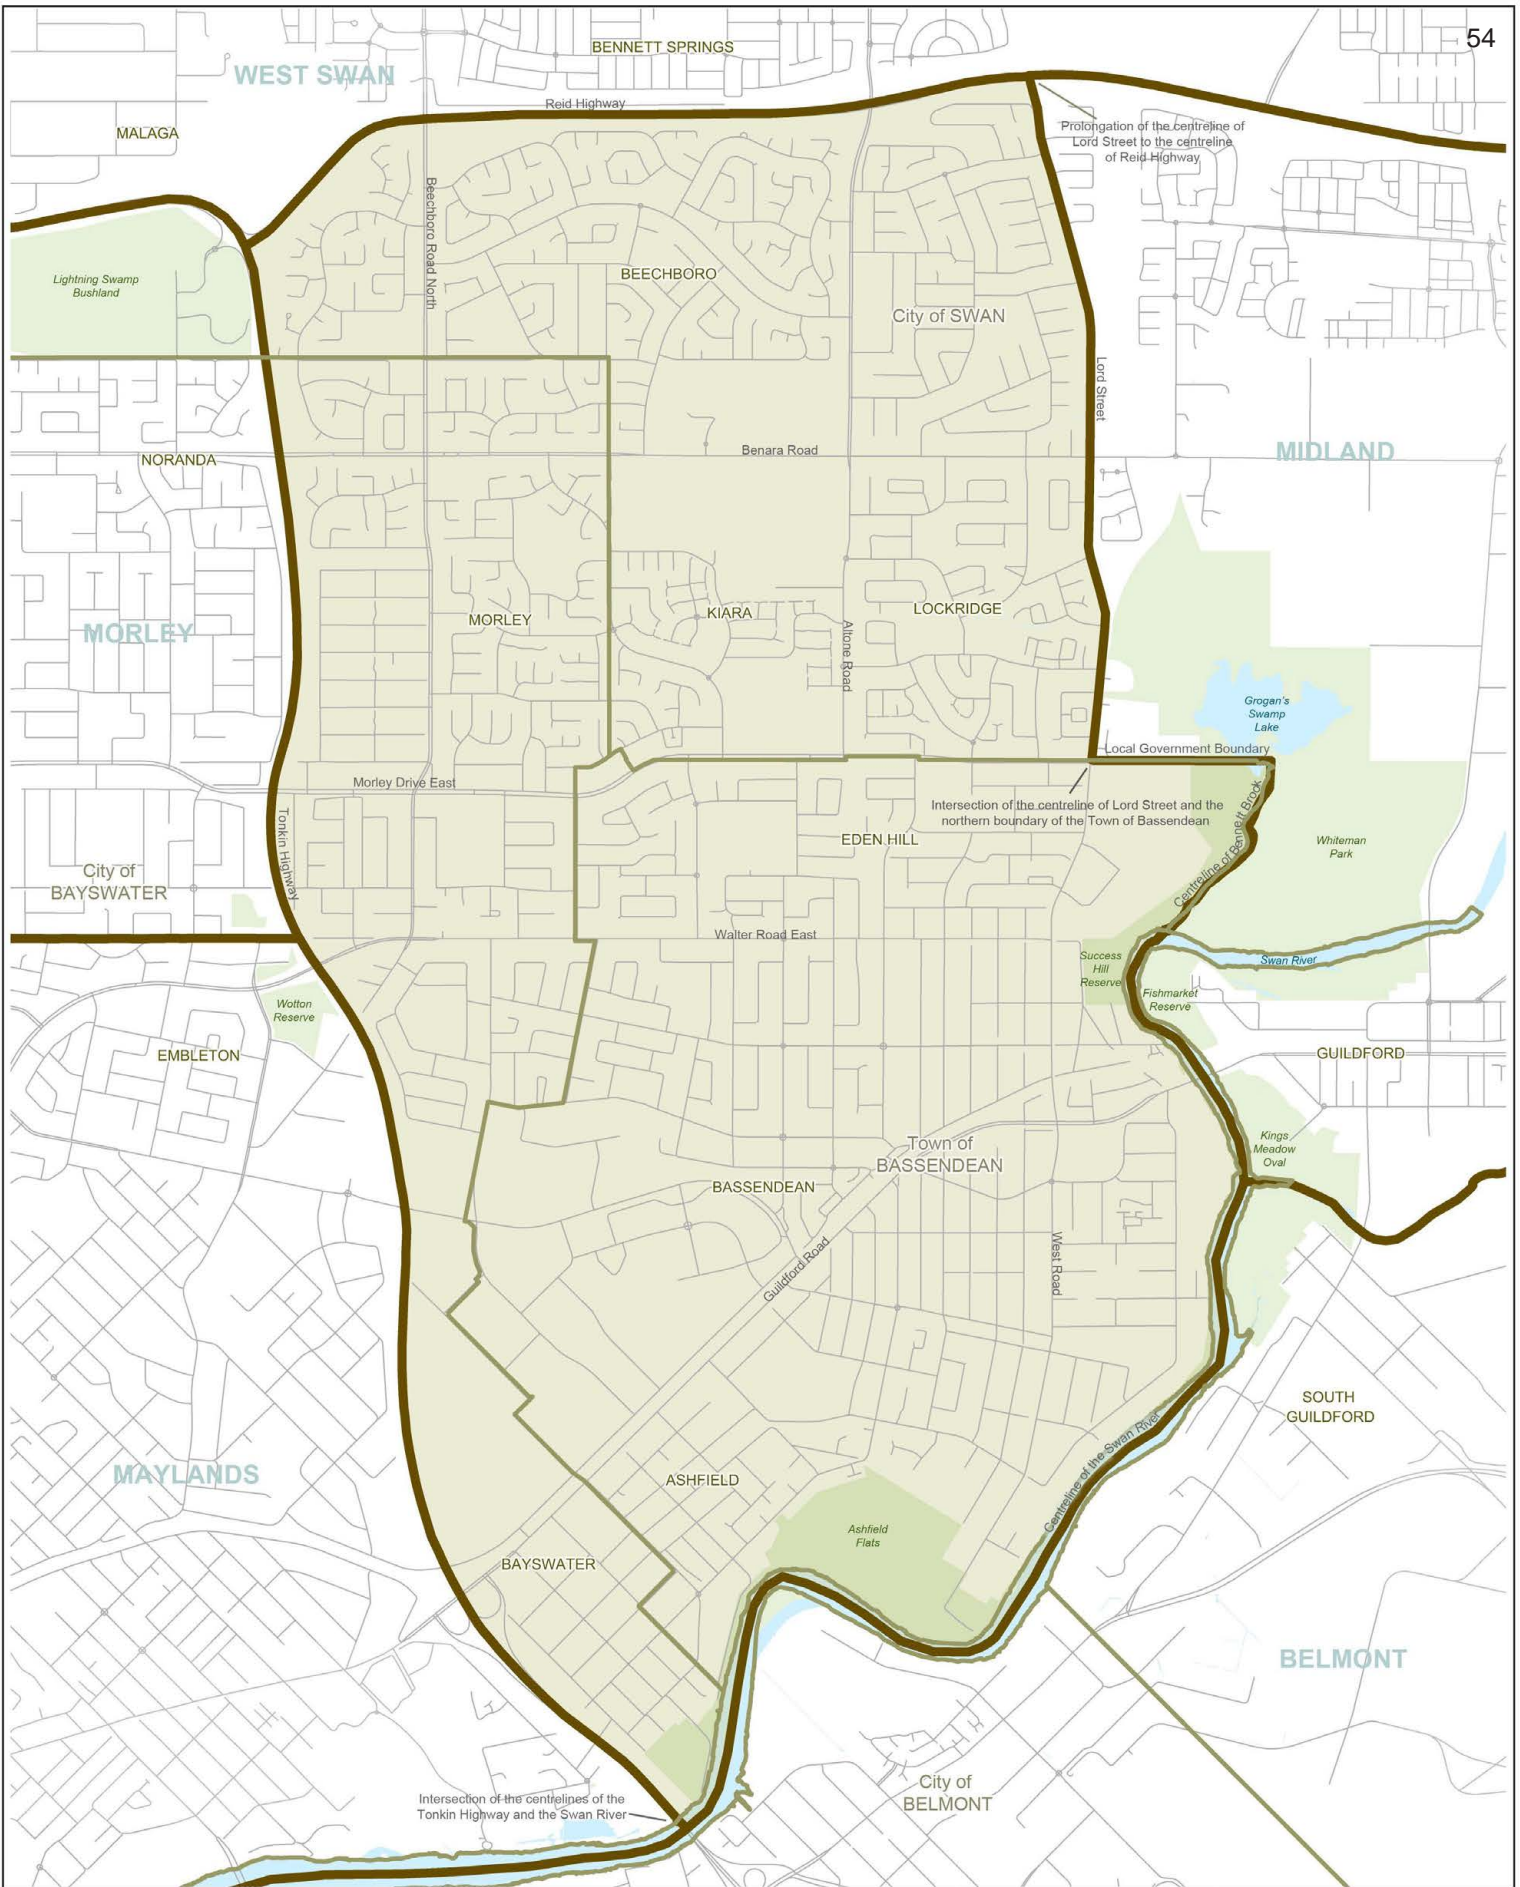 54
BENNETT SPRINGS
WEST SWAN
Reid Highway
MALAGA
Prolongation of the centreline of
Lord Street to the centreline
of Reid Highway
Beechboro Road North
Lightning Swamp
Bushland
BEECHBORO
City of SWAN
Lord Street
Benara Road
MIDLAND
NORANDA
MORLEY
MORLEY
KIARA
LOCKRIDGE
Altone Road
Grogan's
Swamp
Lake
Local Government Boundary
Morley Drive East
Intersection of the centreline of Lord Street and the
northern boundary of the Town of Bassendean
Tonkin Highway
EDEN HILL
Centreline of Bennett Brook
Whiteman
Park
City of
BAYSWATER
Walter Road East
Success
Hill
Reserve
Swan River
Fishmarket
Reserve
Wotton
Reserve
EMBLETON
GUILDFORD
Kings
Meadow
Oval
Town of
BASSENDEAN
BASSENDEAN
Guildford Road
West Road
SOUTH
GUILDFORD
MAYLANDS
ASHFIELD
Centreline of the Swan River
Ashfield
Flats
BAYSWATER
BELMONT
City of
BELMONT
Intersection of the centrelines of the
Tonkin Highway and the Swan River